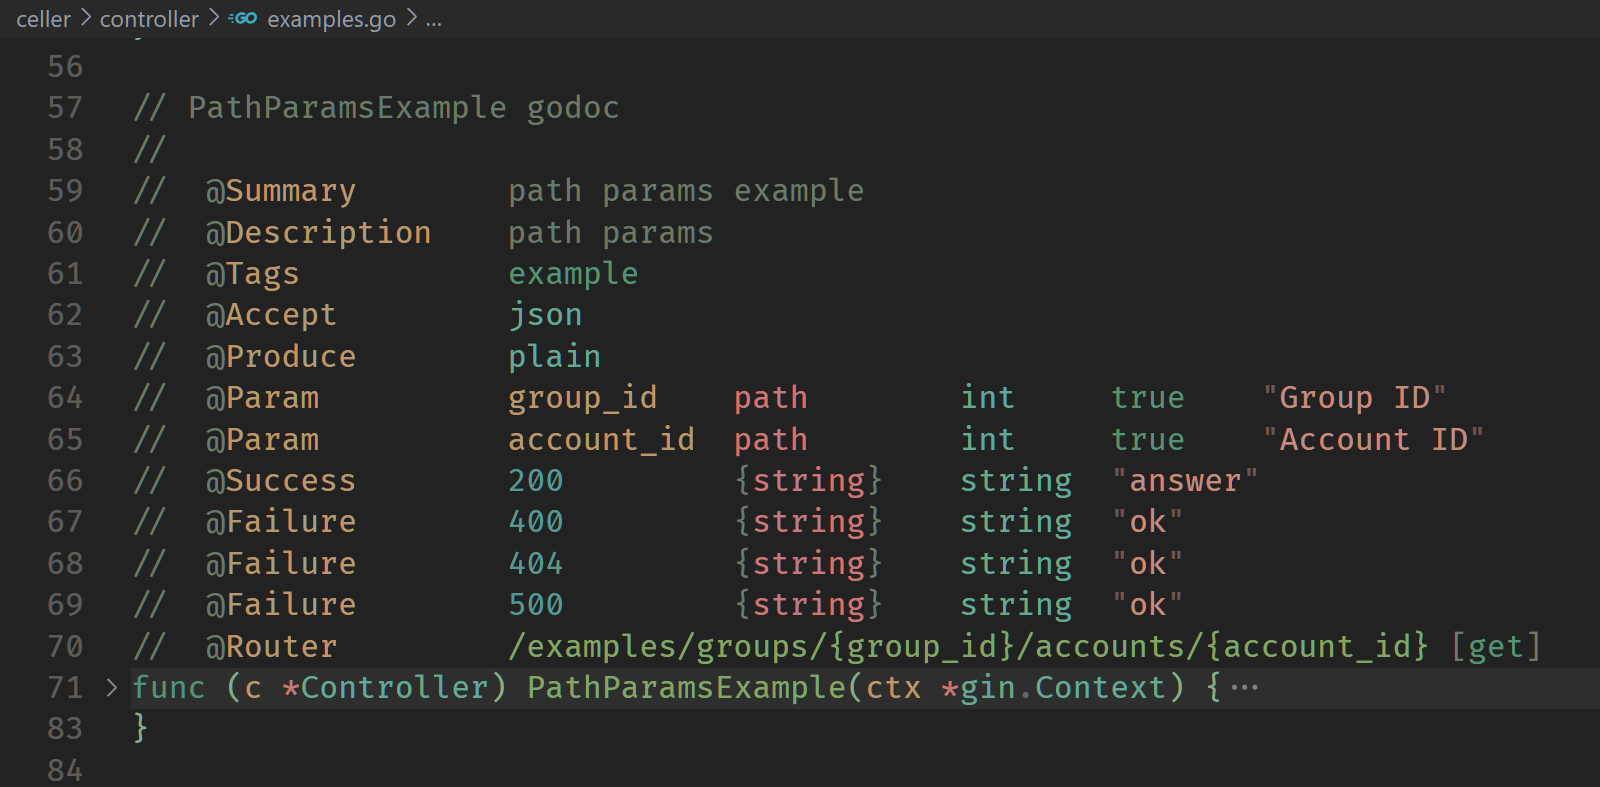 celler > controller > GO examples.go > ...
56
57 // PathParamsExample godoc
58 //
59 // @Summary path params example
60 // @Description path params
61 // @Tags example
62 // @Accept json
63 // @Produce plain
64 // @Param group_id path int true "Group ID"
65 // @Param account_id path int true "Account ID"
66 // @Success 200 {string} string "answer"
67 // @Failure 400 {string} string "ok"
68 // @Failure 404 {string} string "ok"
69 // @Failure 500 {string} string "ok"
70 // @Router /examples/groups/{group_id}/accounts/{account_id} [get]
71 > func (c *Controller) PathParamsExample(ctx *gin.Context) {···
83 }
84